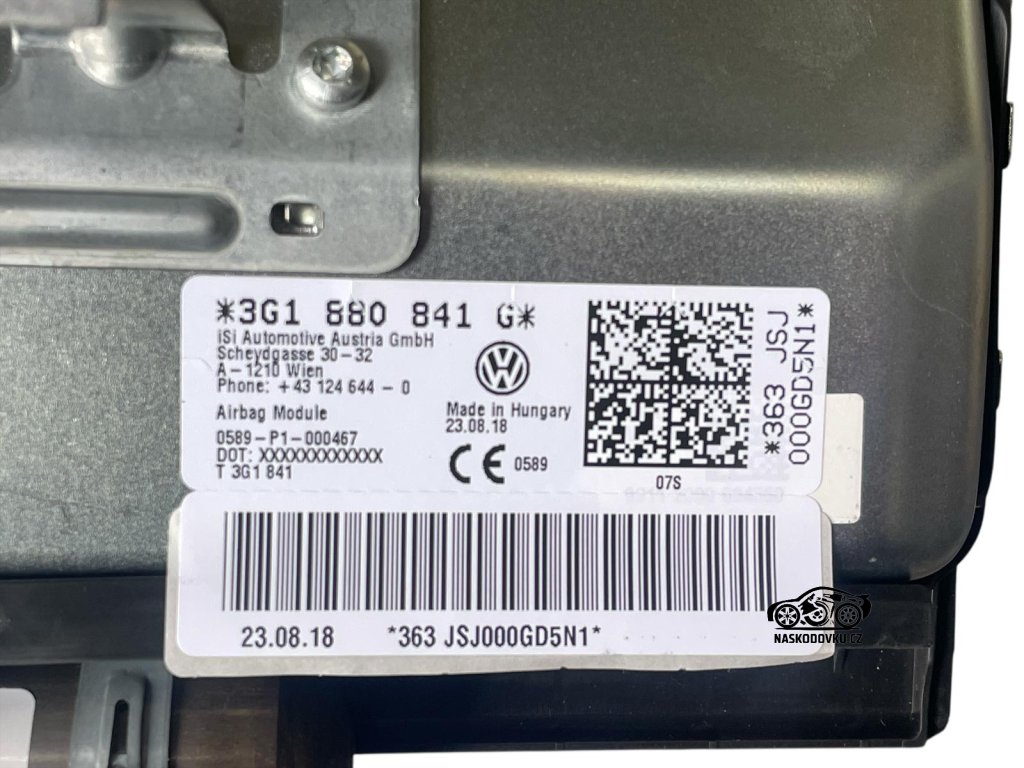 *3G1 880 841 G*
iSi Automotive Austria GmbH
Scheydgasse 30-32
A-1210 Wien
Phone: +43 124 644 - 0
Airbag Module
0589-P1-000467
DOT: XXXXXXXXXXXX
T 3G1 841
Made in Hungary
23.08.18
CE 0589
07S
*363 JSJ
000GD5N1*
23.08.18 *363 JSJ000GD5N1*
NASKODOVKU.CZ